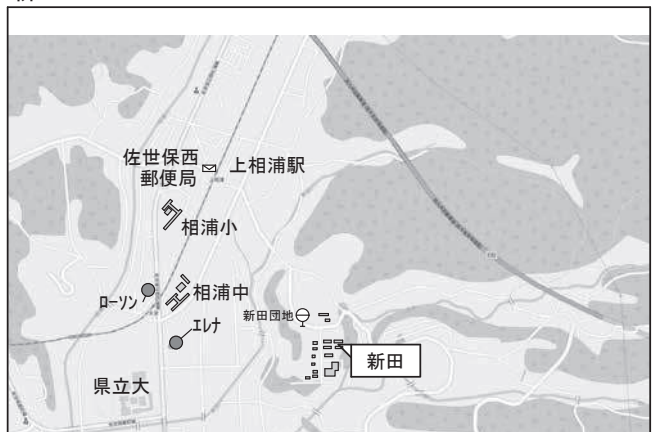 佐世保西
郵便局
上相浦駅
相浦小
ローソン
相浦中
エレナ
新田団地
新田
県立大